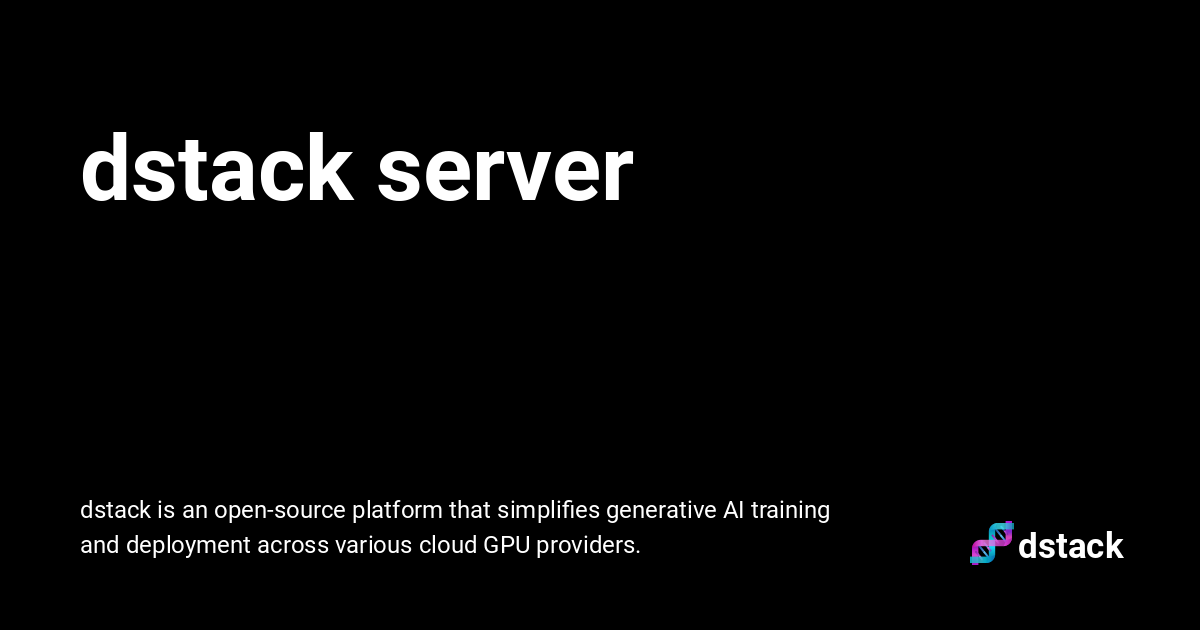 dstack server
dstack is an open-source platform that simplifies generative AI training
and deployment across various cloud GPU providers.
dstack